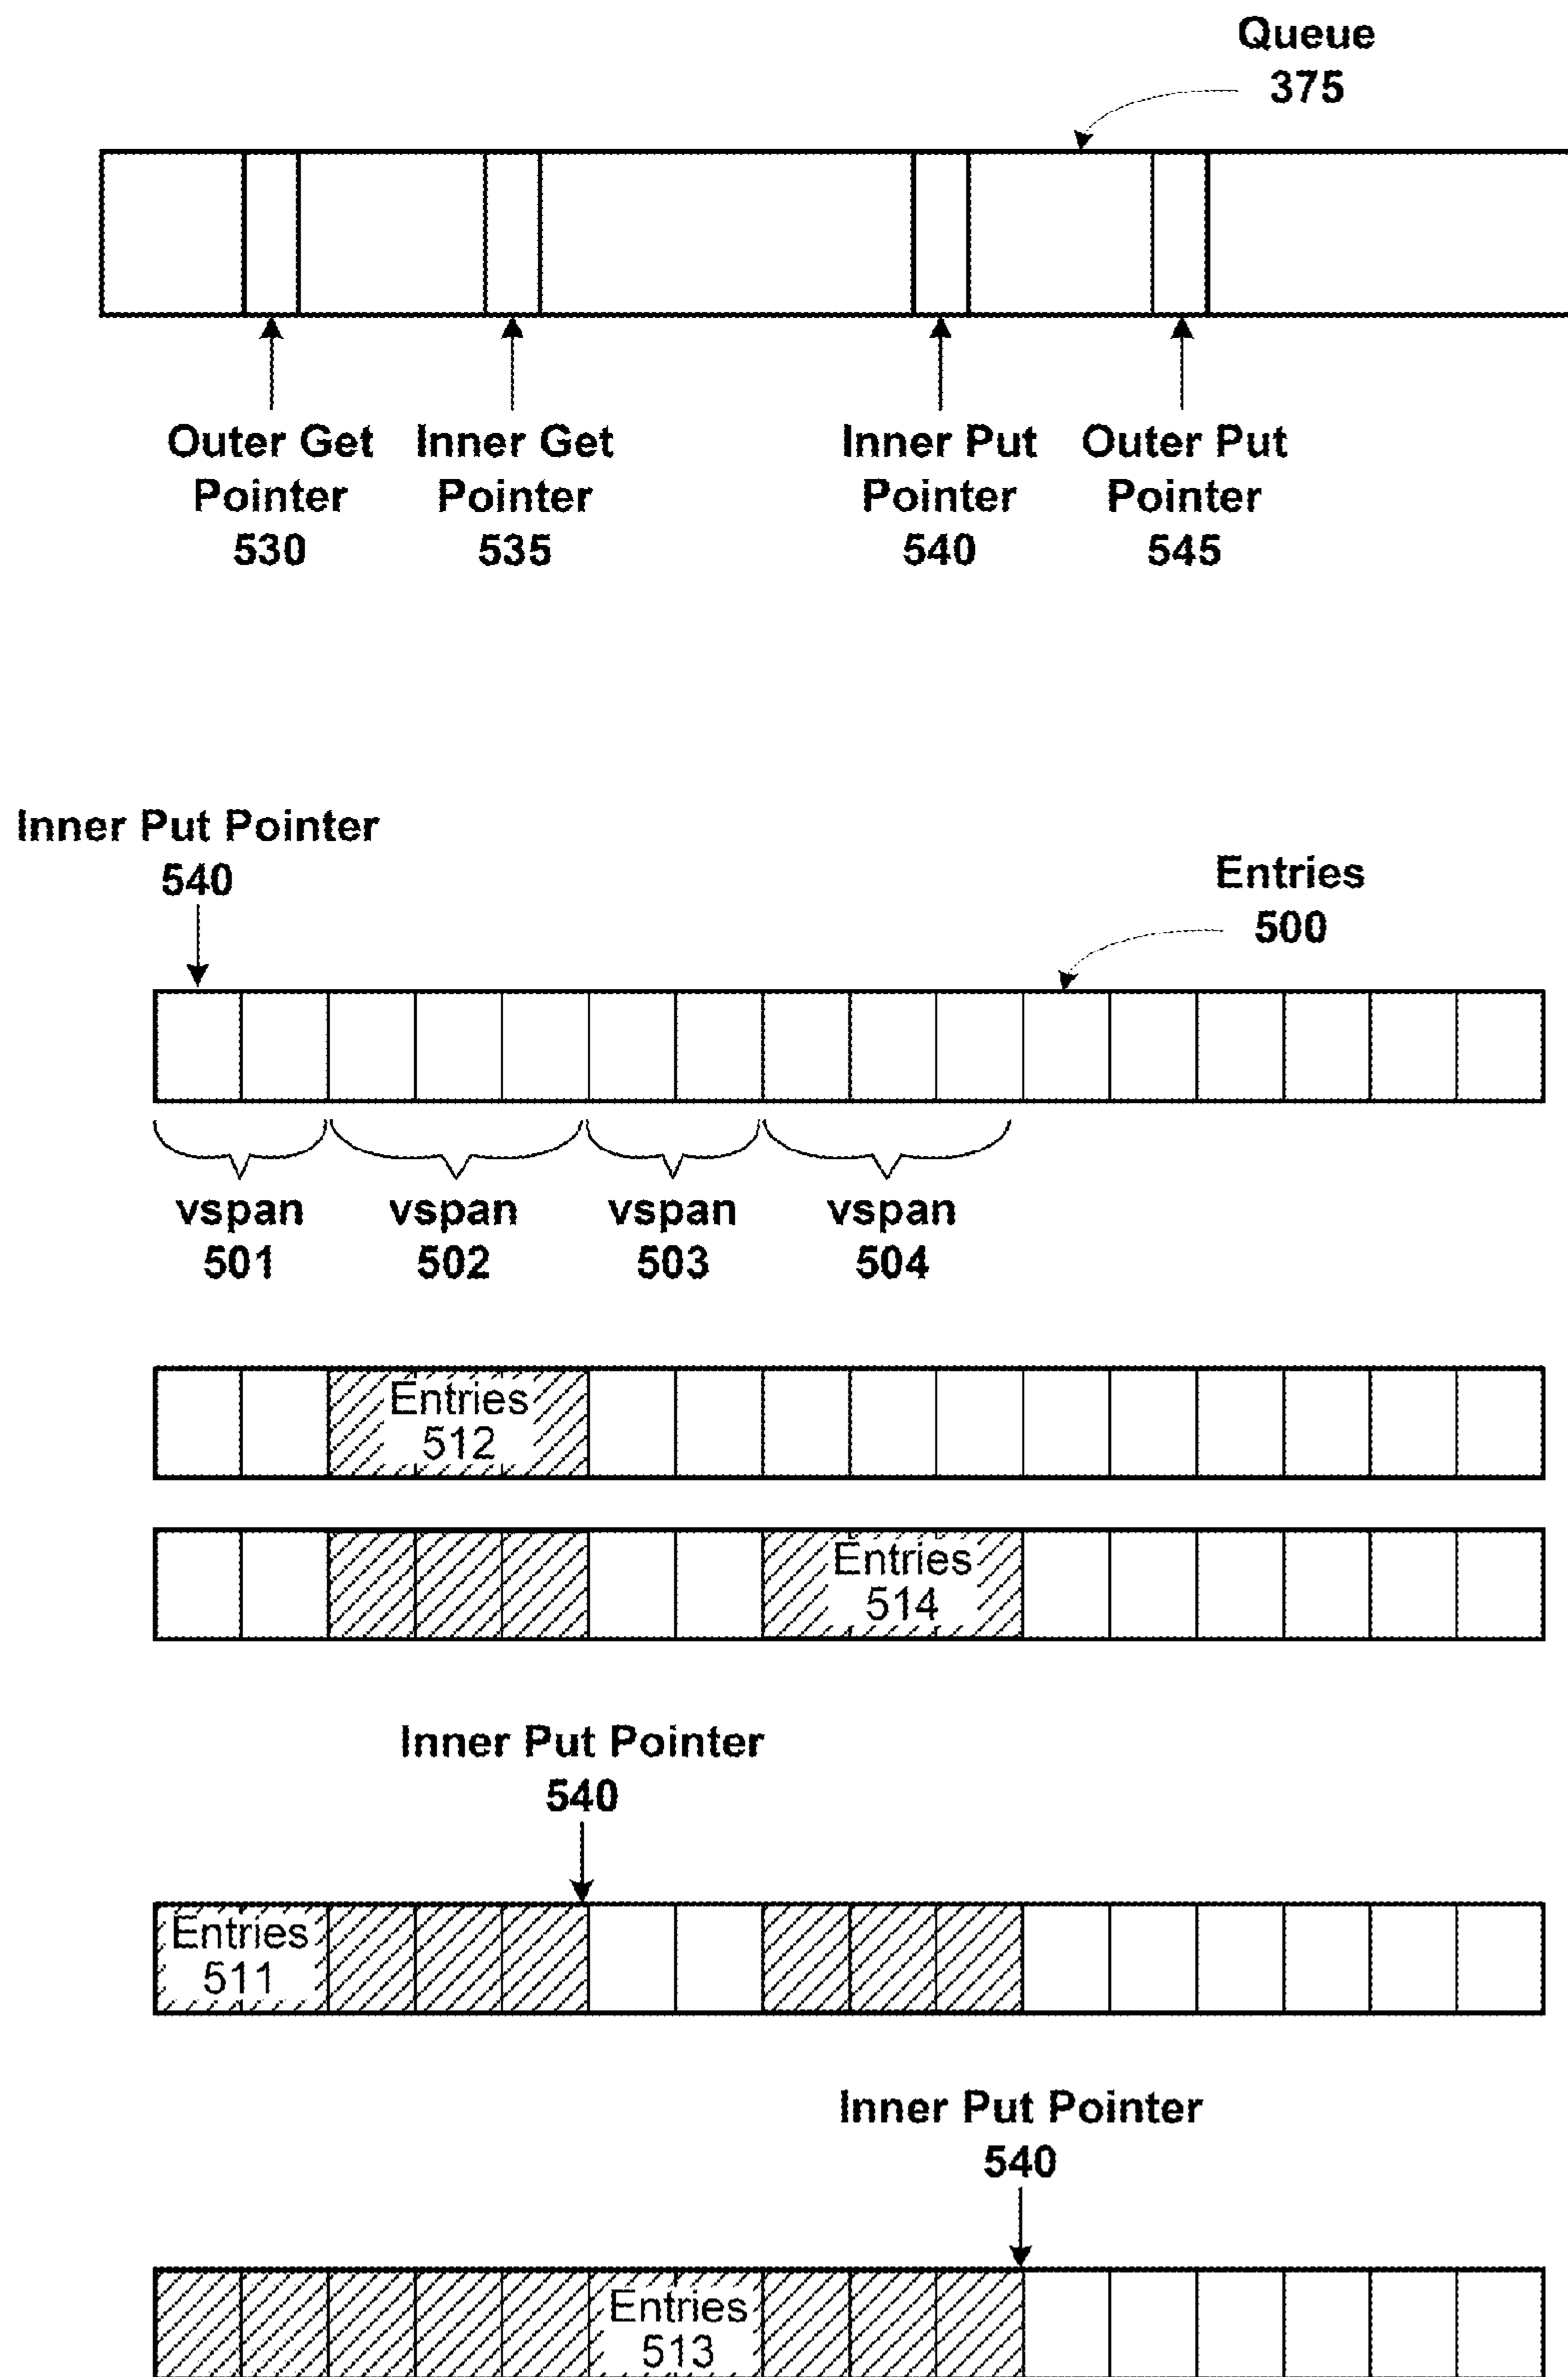 Queue
375
Outer Get Inner Get Inner Put Outer Put
Pointer Pointer Pointer Pointer
530 535 540 545
Inner Put Pointer
540
Entries
500
vspan vspan vspan vspan
501 502 503 504
Entries
512
Entries
514
Inner Put Pointer
540
Entries
511
Inner Put Pointer
540
Entries
513